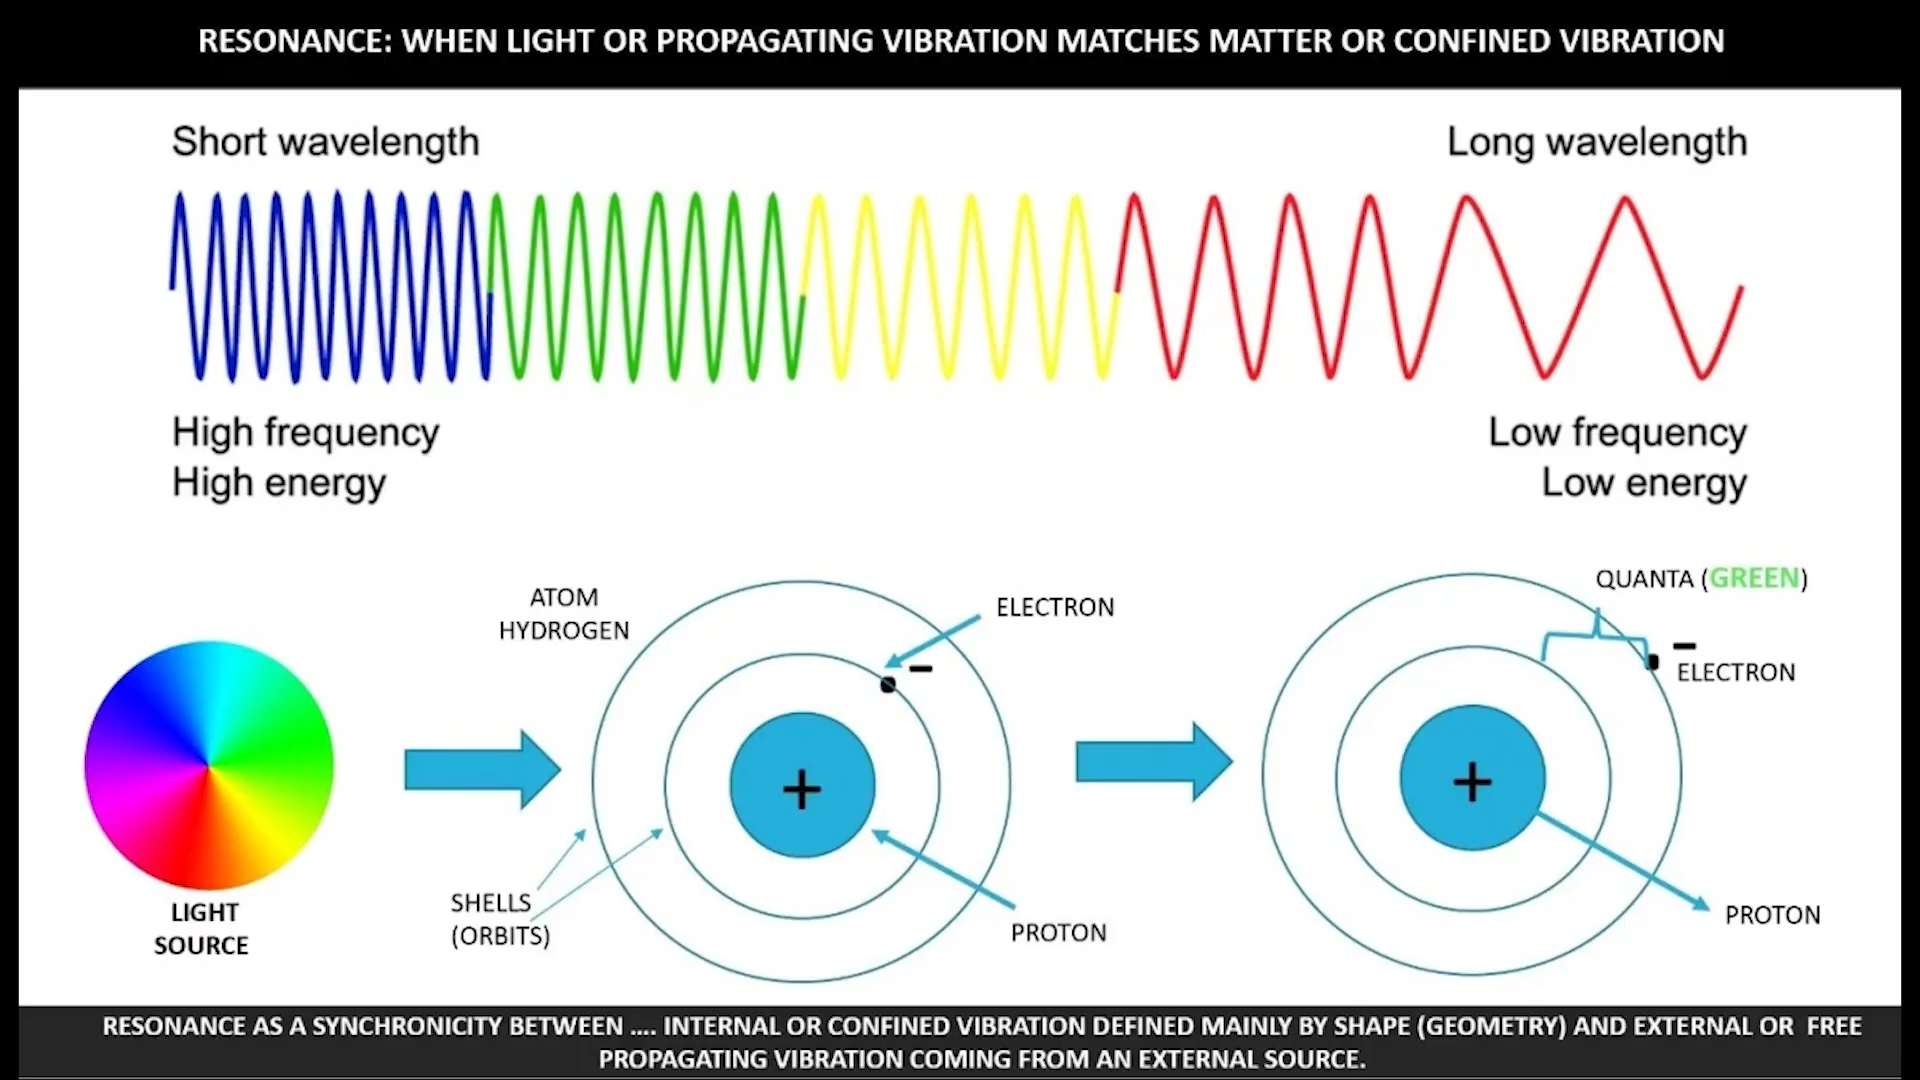 RESONANCE: WHEN LIGHT OR PROPAGATING VIBRATION MATCHES MATTER OR CONFINED VIBRATION
Short wavelength
Long wavelength
High frequency
High energy
Low frequency
Low energy
QUANTA (GREEN)
ATOM
HYDROGEN
ELECTRON
−
−
ELECTRON
+
+
LIGHT
SOURCE
SHELLS
(ORBITS)
PROTON
PROTON
RESONANCE AS A SYNCHRONICITY BETWEEN .... INTERNAL OR CONFINED VIBRATION DEFINED MAINLY BY SHAPE (GEOMETRY) AND EXTERNAL OR FREE
PROPAGATING VIBRATION COMING FROM AN EXTERNAL SOURCE.